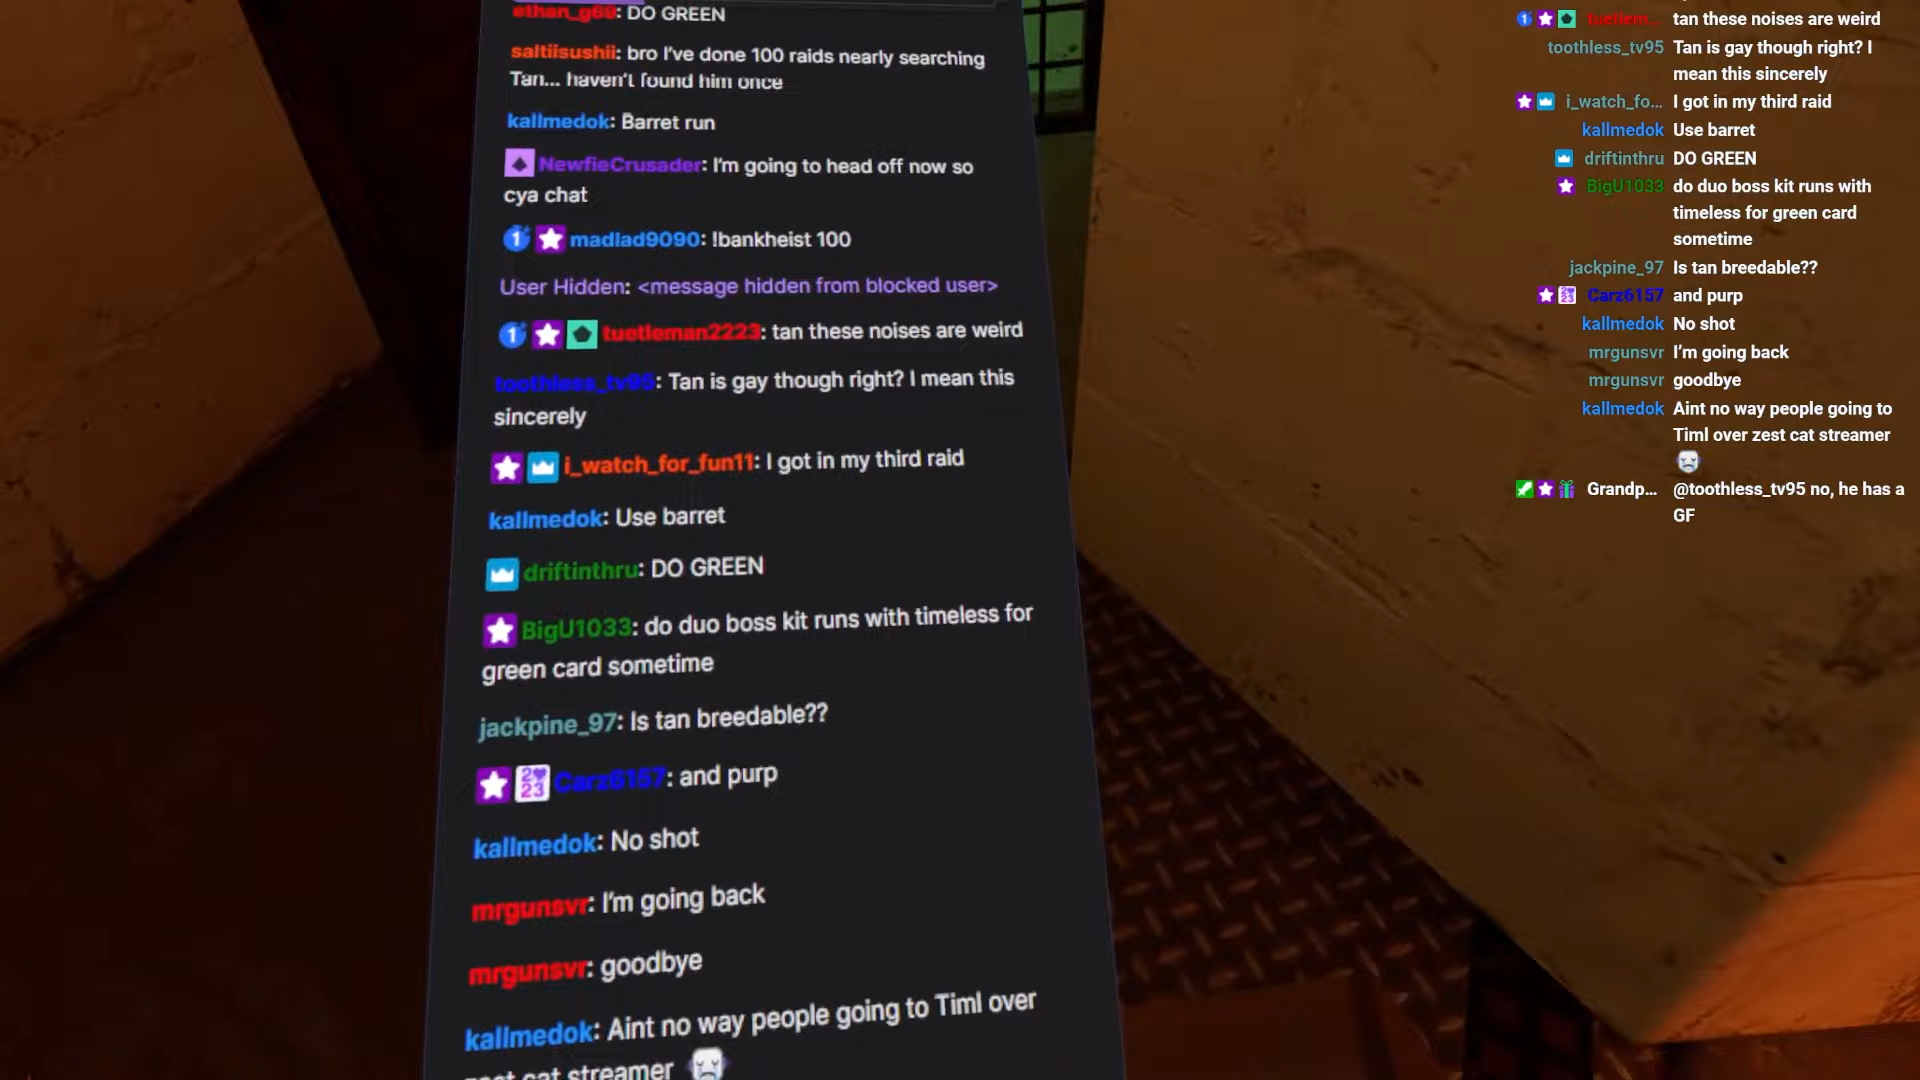 ethan_g69: DO GREEN
saltiisushii: bro I've done 100 raids nearly searching
Tan... haven't found him once
kallmedok: Barret run
NewfieCrusader: I'm going to head off now so
cya chat
madlad9090: !bankheist 100
User Hidden: <message hidden from blocked user>
tuetleman2223: tan these noises are weird
toothless_tv95: Tan is gay though right? I mean this
sincerely
i_watch_for_fun11: I got in my third raid
kallmedok: Use barret
driftinthru: DO GREEN
BigU1033: do duo boss kit runs with timeless for
green card sometime
jackpine_97: Is tan breedable??
Carz6157: and purp
kallmedok: No shot
mrgunsvr: I'm going back
mrgunsvr: goodbye
kallmedok: Aint no way people going to Timl over
zest cat streamer
tuetlem... tan these noises are weird
toothless_tv95 Tan is gay though right? I
mean this sincerely
i_watch_fo... I got in my third raid
kallmedok Use barret
driftinthru DO GREEN
BigU1033 do duo boss kit runs with
timeless for green card
sometime
jackpine_97 Is tan breedable??
Carz6157 and purp
kallmedok No shot
mrgunsvr I'm going back
mrgunsvr goodbye
kallmedok Aint no way people going to
Timl over zest cat streamer
Grandp... @toothless_tv95 no, he has a
GF